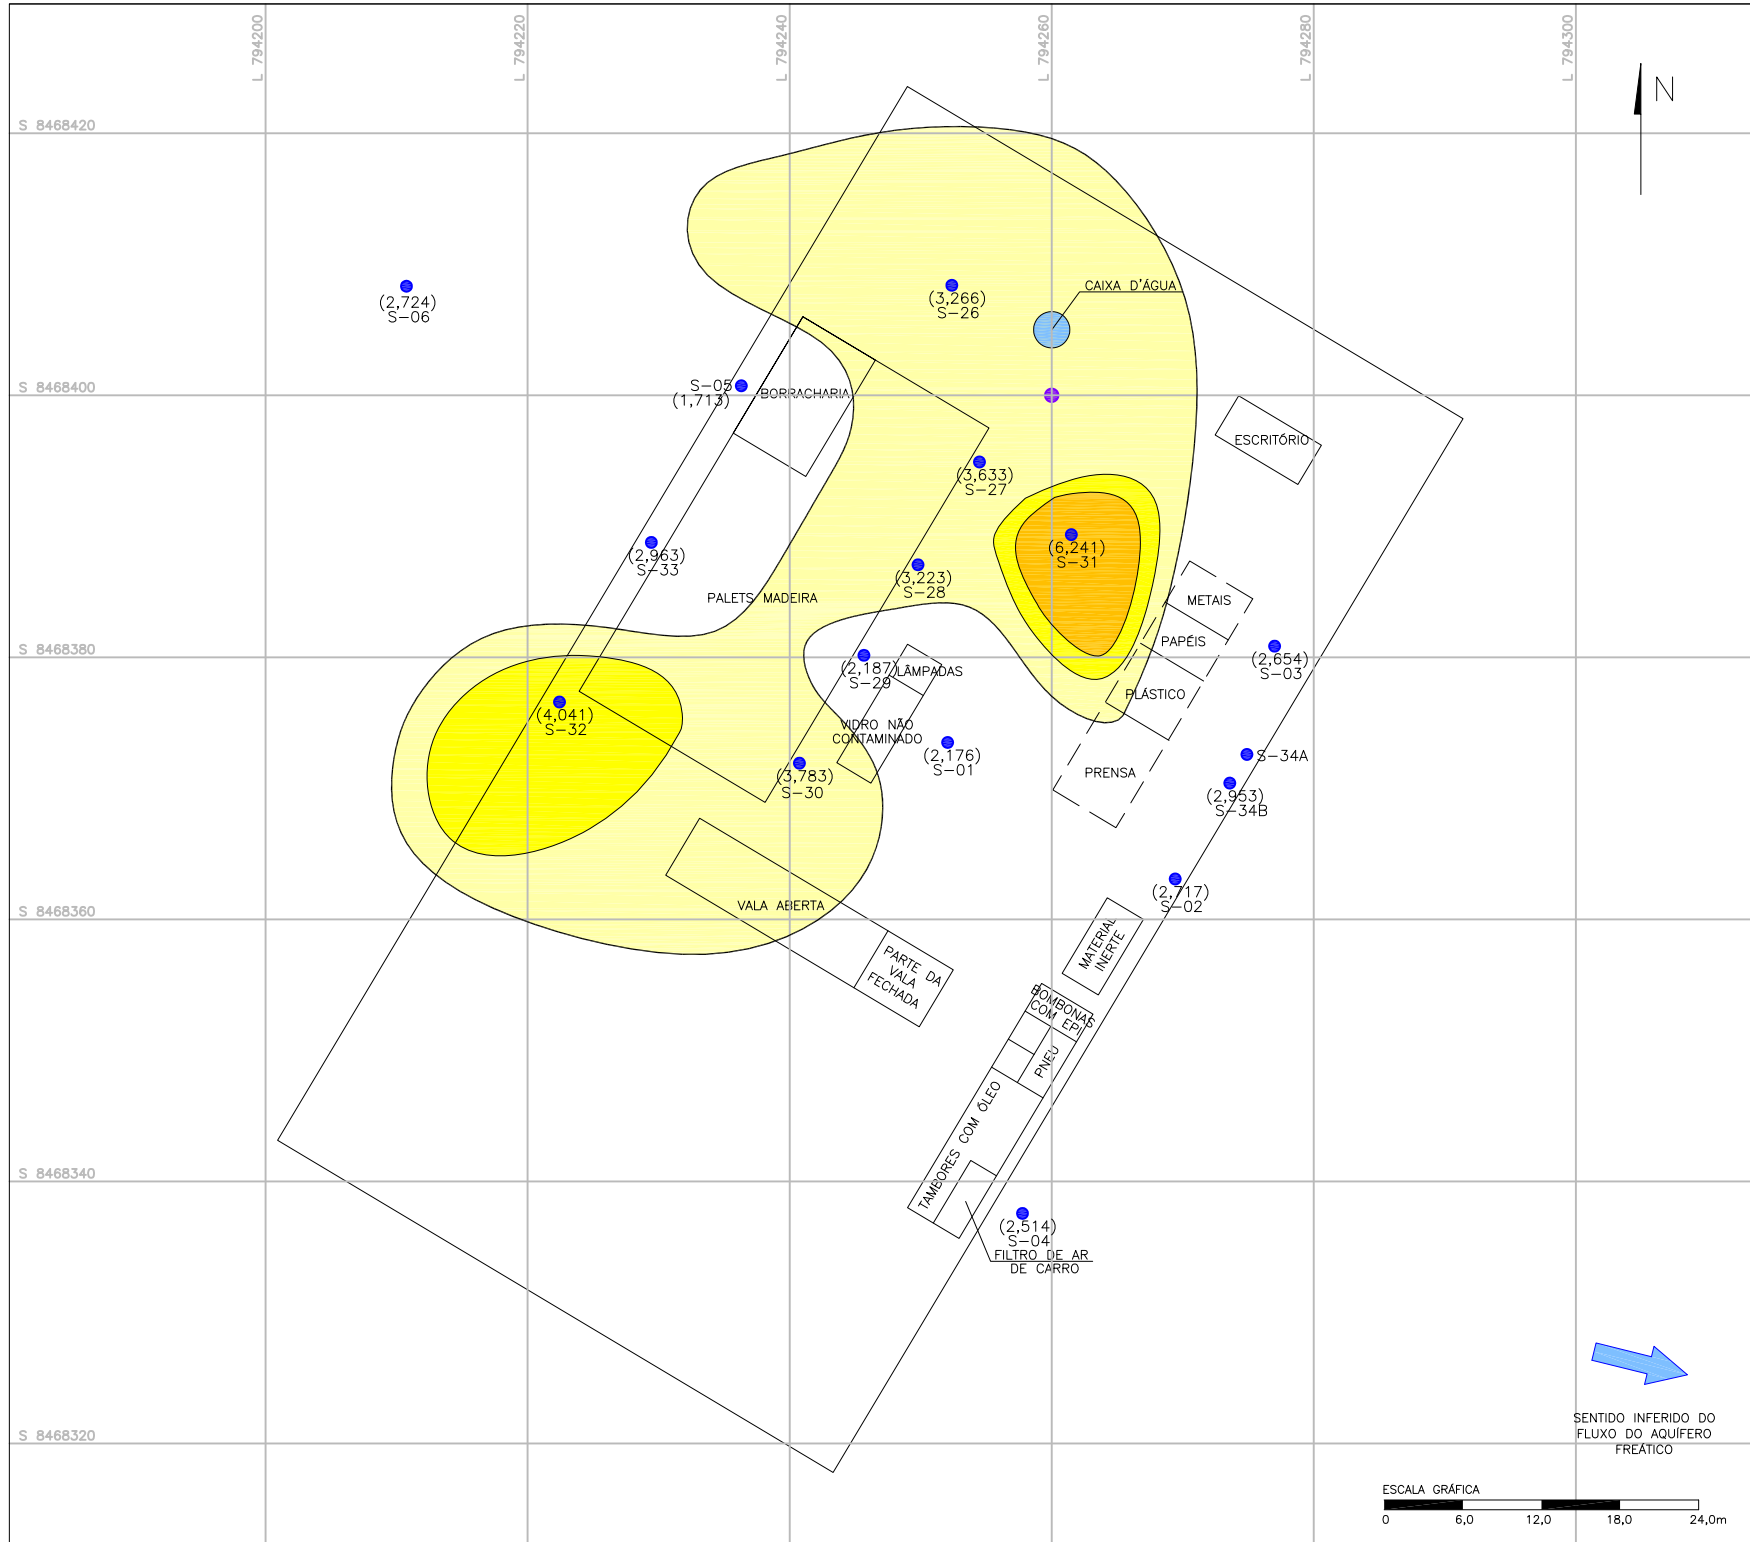 L 794200
L 794220
L 794240
L 794260
L 794280
L 794300
N
S 8468420
CAIXA D'ÁGUA
(2,724)
S-06
(3,266)
S-26
S 8468400
S-05
(1,713)
BORRACHARIA
ESCRITÓRIO
(3,633)
S-27
(6,241)
S-31
(2,963)
S-33
(3,223)
S-28
PALETS MADEIRA
METAIS
PAPÉIS
S 8468380
(2,187)
S-29
LÂMPADAS
(2,654)
S-03
PLÁSTICO
(4,041)
S-32
VIDRO NÃO
CONTAMINADO
(2,176)
S-01
S-34A
(3,783)
S-30
PRENSA
(2,953)
S-34B
(2,717)
S-02
VALA ABERTA
S 8468360
MATERIAL
INERTE
PARTE DA
VALA
FECHADA
BOMBONAS
COM EPI
PNEU
TAMBORES COM ÓLEO
S 8468340
(2,514)
S-04
FILTRO DE AR
DE CARRO
SENTIDO INFERIDO DO
FLUXO DO AQUÍFERO
FREÁTICO
S 8468320
ESCALA GRÁFICA
0 6,0 12,0 18,0 24,0m